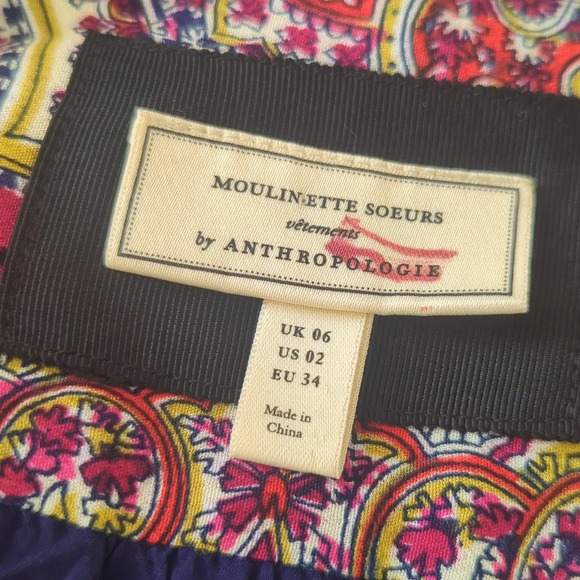 MOULINETTE SOEURS
vêtements
by ANTHROPOLOGIE
UK 06
US 02
EU 34
Made in
China